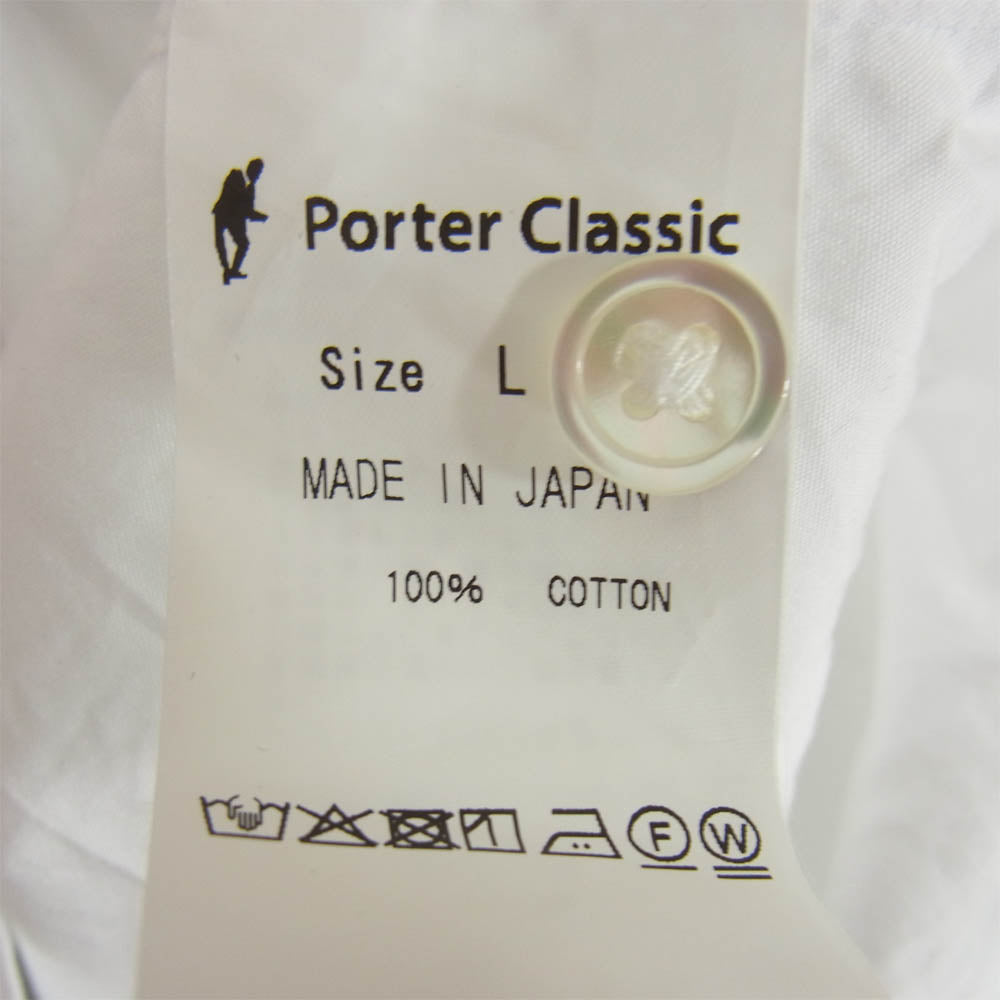 Porter Classic
Size L
MADE IN JAPAN
100% COTTON
F W